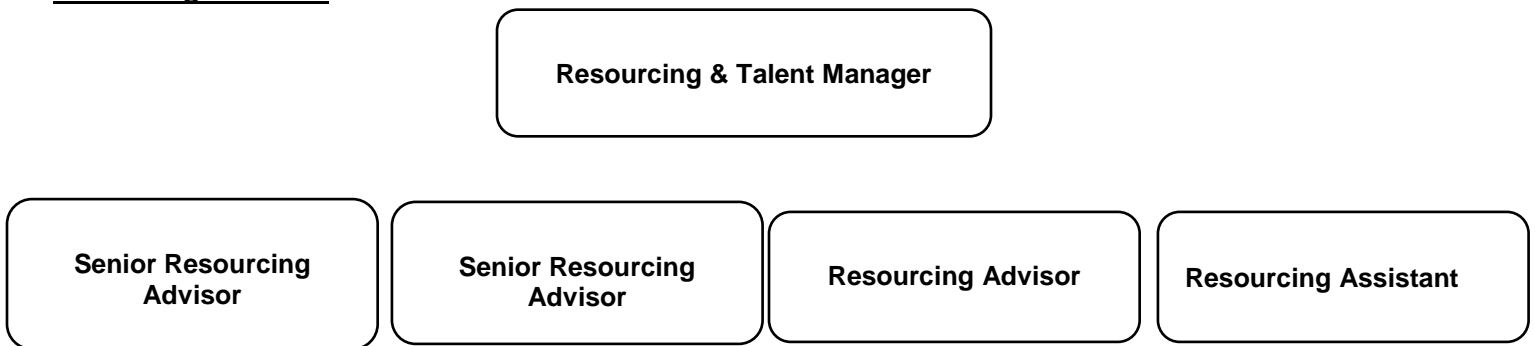 Resourcing & Talent Manager
Senior Resourcing
Advisor
Senior Resourcing
Advisor
Resourcing Advisor
Resourcing Assistant